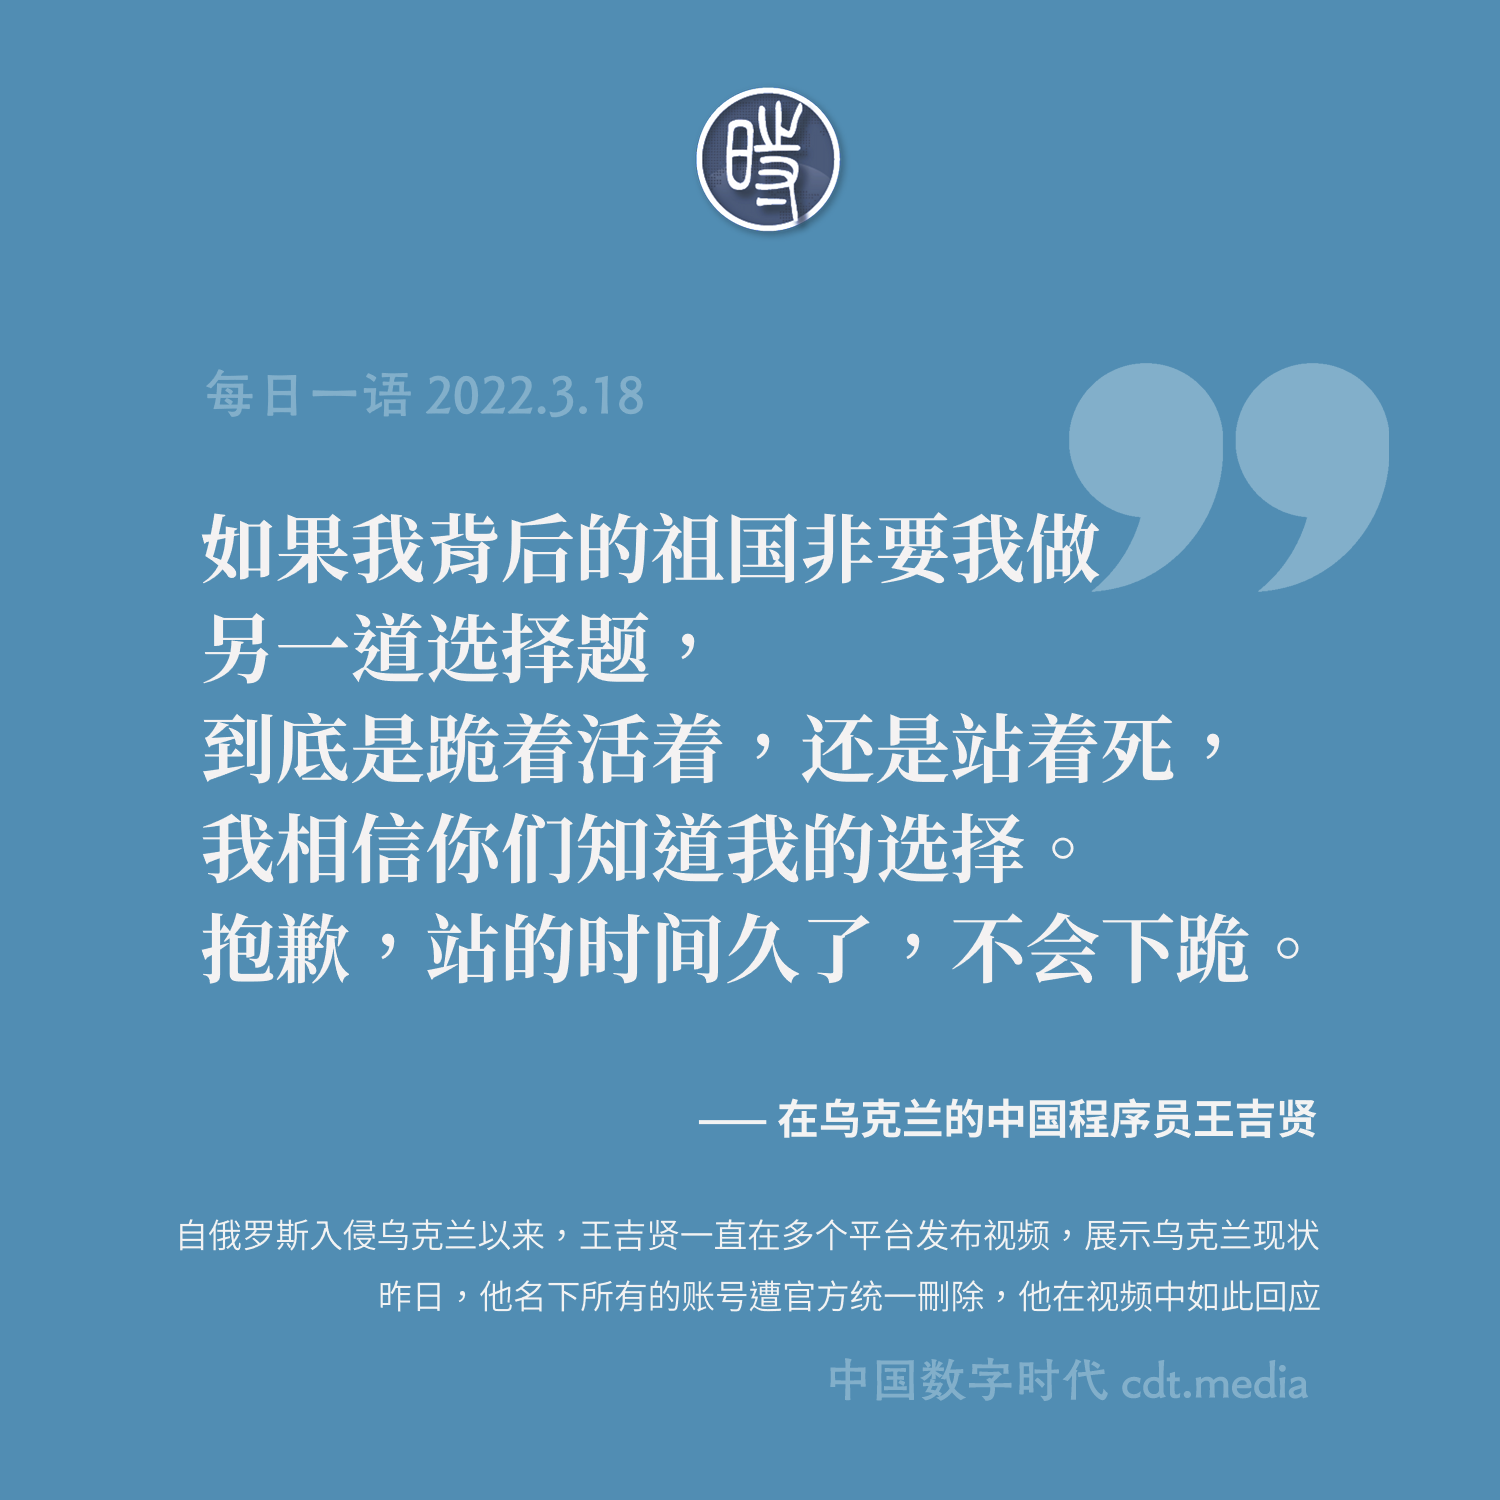 時
每日一语 2022.3.18
如果我背后的祖国非要我做
另一道选择题，
到底是跪着活着，还是站着死，
我相信你们知道我的选择。
抱歉，站的时间久了，不会下跪。
—— 在乌克兰的中国程序员王吉贤
自俄罗斯入侵乌克兰以来，王吉贤一直在多个平台发布视频，展示乌克兰现状
昨日，他名下所有的账号遭官方统一刪除，他在视频中如此回应
中国数字时代 cdt.media